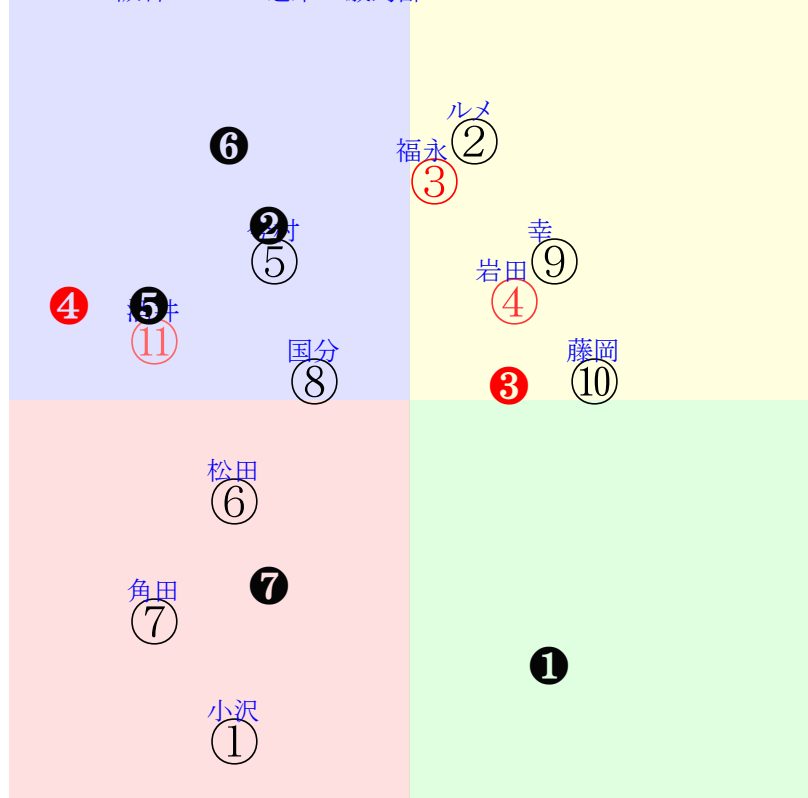 ルメ
②
❻
福永
③
❷
⑤
幸
⑨
岩田
④
❹
❺
⑪
国分
⑧
藤岡
⑩
❸
松田
⑥
❼
角田
⑦
❶
小沢
①